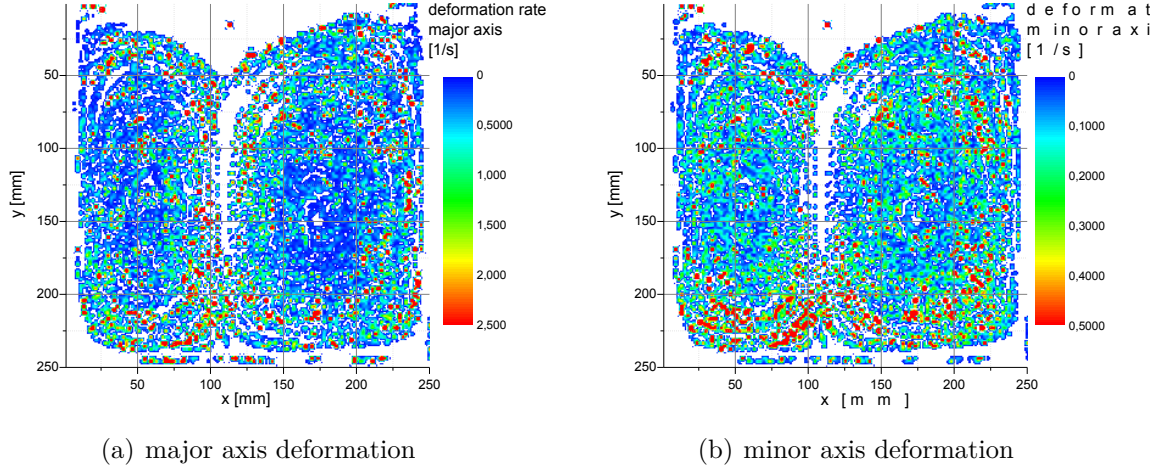 deformation rate
major axis
[1/s]
0
0,5000
1,000
1,500
2,000
2,500
50
100
150
200
250
y [mm]
50
100
150
200
250
x [mm]
(a) major axis deformation
d e f o r m a t
m i n o r a x i
[ 1 / s ]
0
0,1000
0,2000
0,3000
0,4000
0,5000
50
100
150
200
250
y [mm]
50
100
150
200
250
x [ m m ]
(b) minor axis deformation